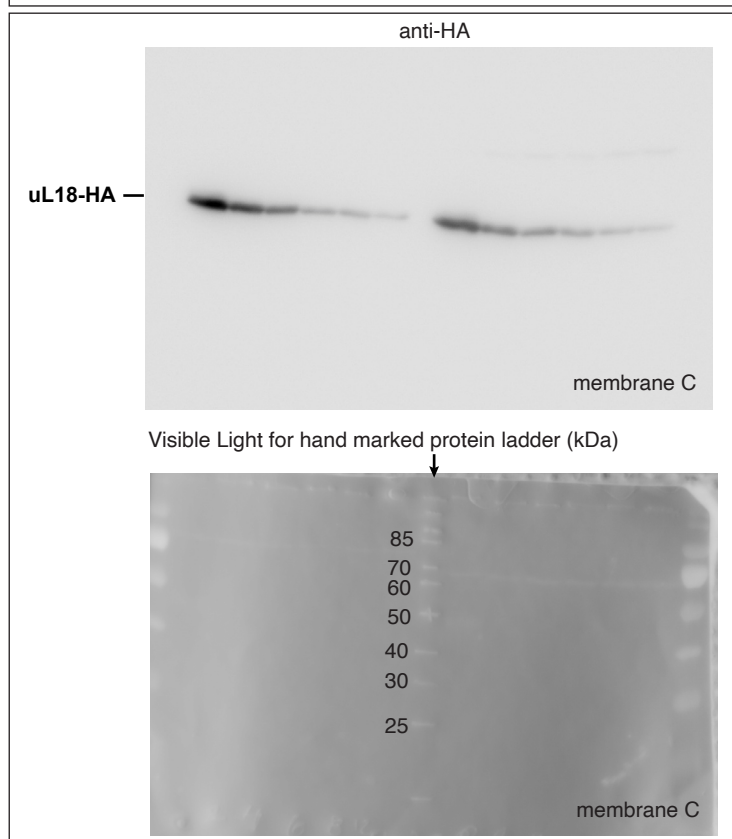 anti-HA
uL18-HA
membrane C
Visible Light for hand marked protein ladder (kDa)
85
70
60
50
40
30
25
membrane C